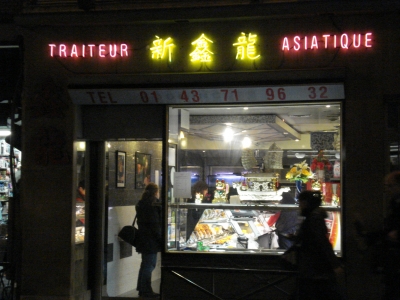 TRAITEUR 新鑫龍 ASIATIQUE
TEL 01 43 71 96 32